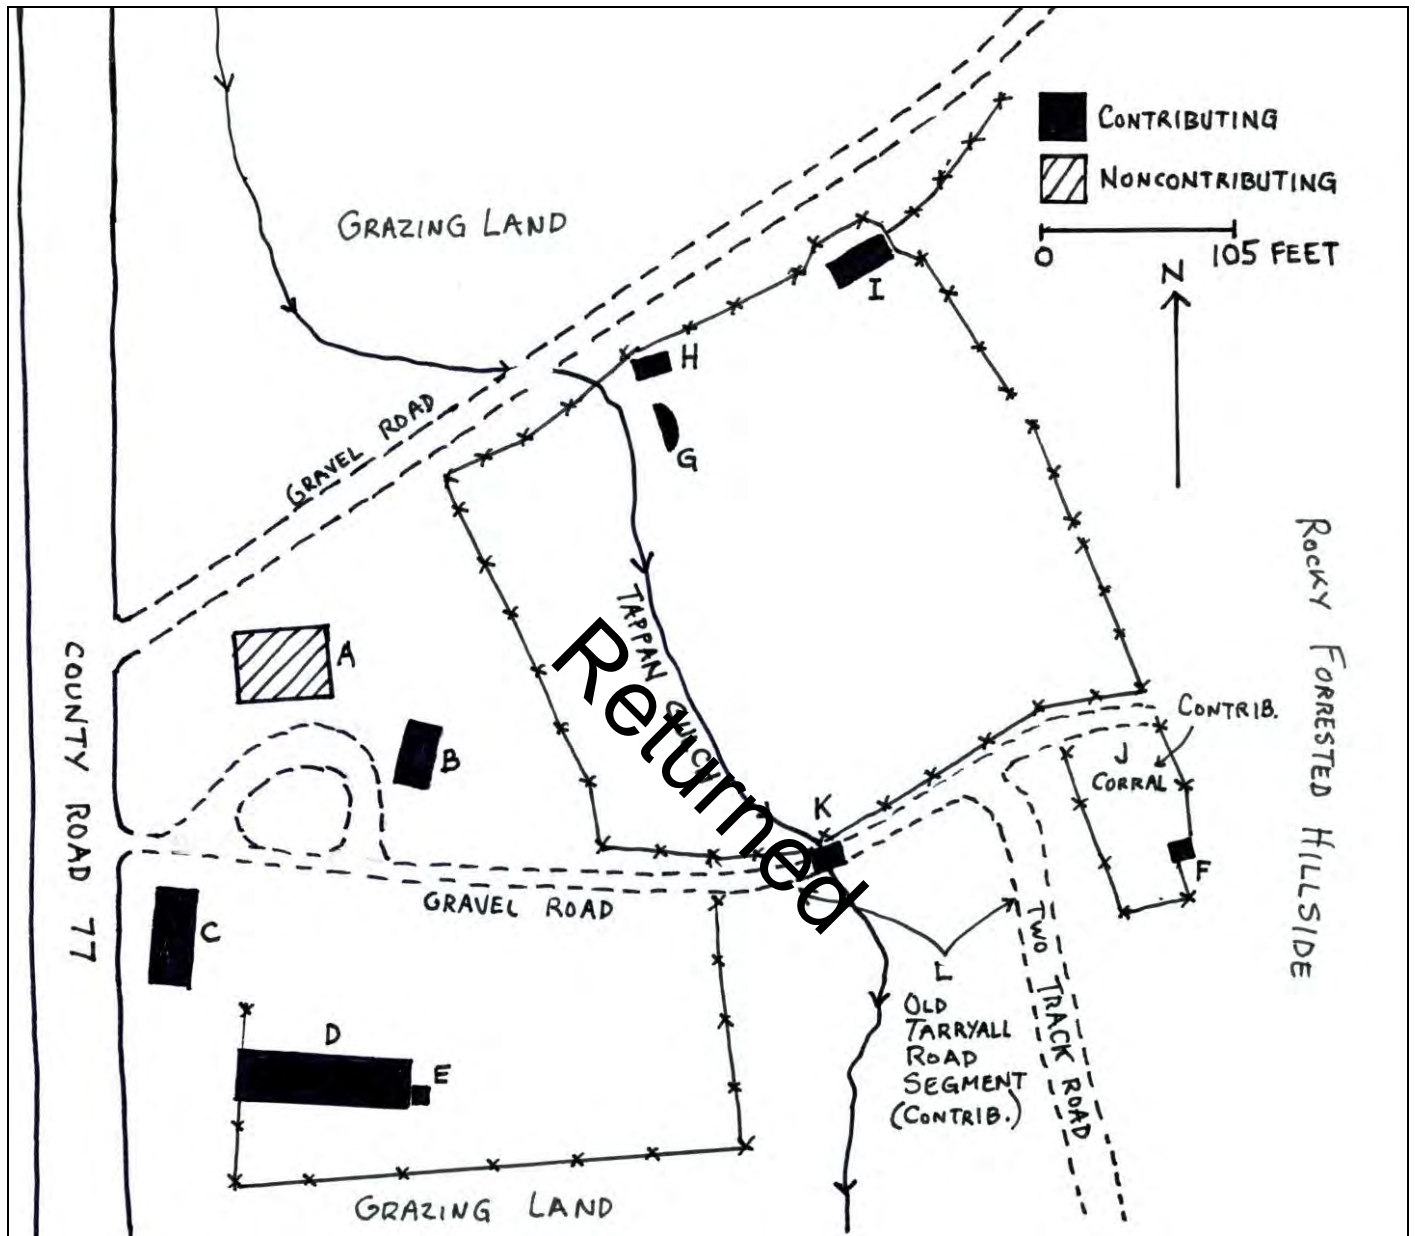 CONTRIBUTING
NONCONTRIBUTING
0 105 FEET
N
GRAZING LAND
I
H
G
GRAVEL ROAD
ROCKY FORRESTED HILLSIDE
TAPPAN GULCH
Returned
COUNTY ROAD 77
A
B
CONTRIB.
J
CORRAL
K
F
GRAVEL ROAD
C
L
OLD
TARRYALL
ROAD
SEGMENT
(CONTRIB.)
TWO TRACK ROAD
D
E
GRAZING LAND